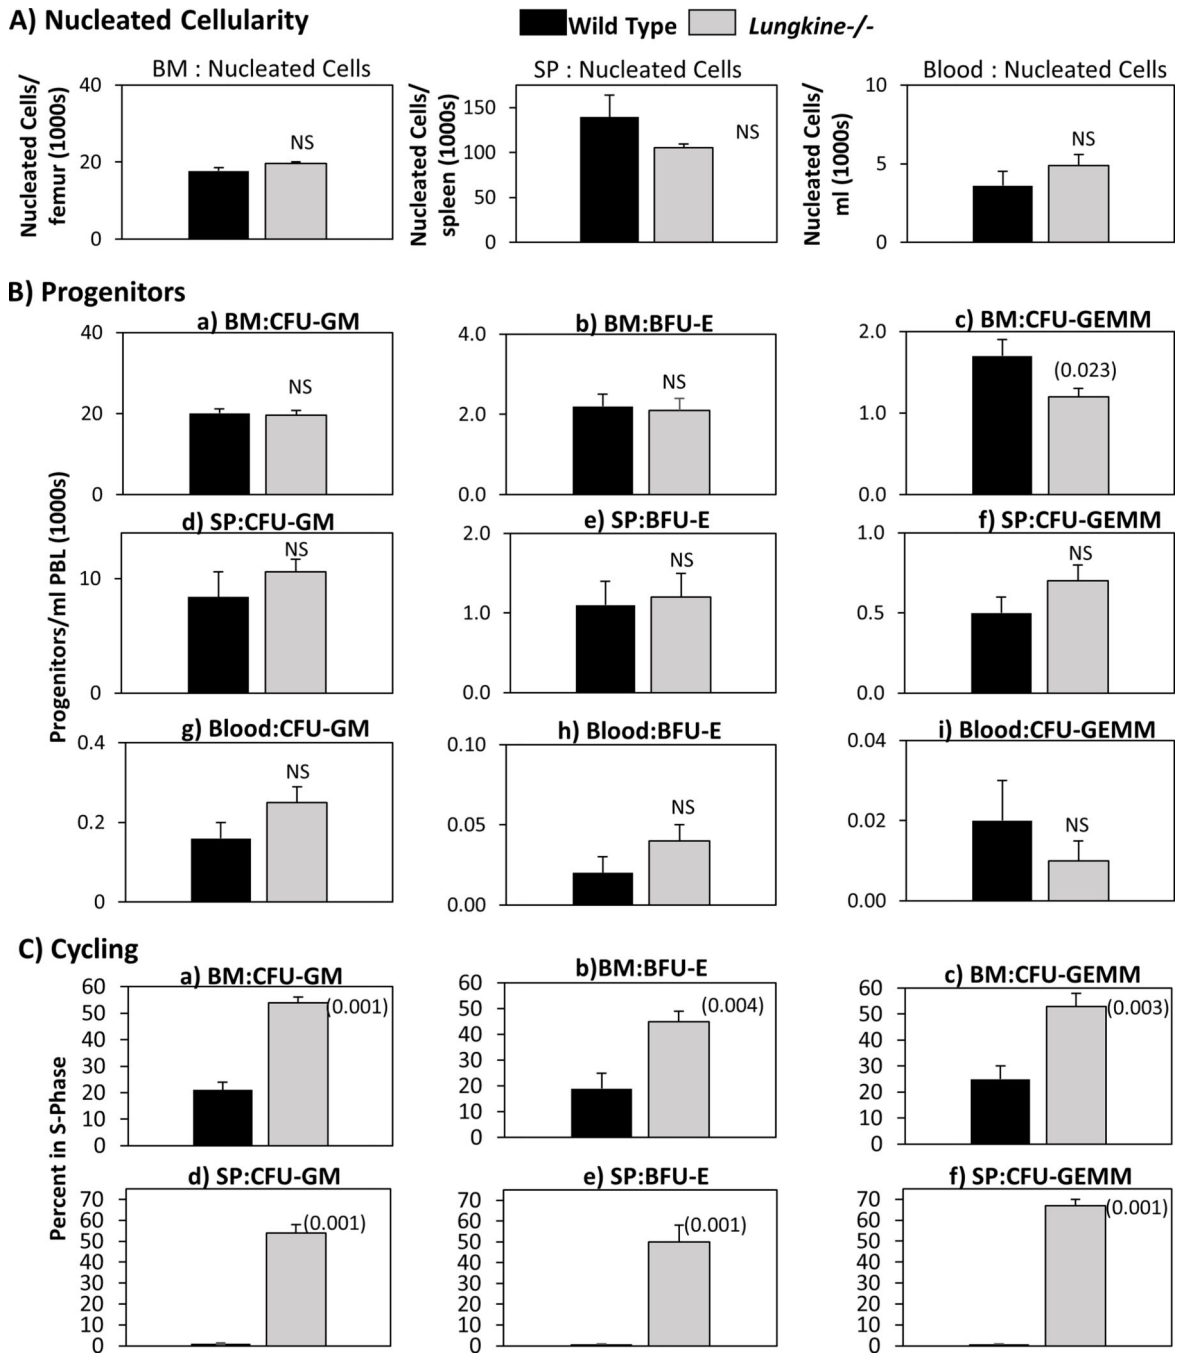 A) Nucated Cellularity
Wild Type
Lungkine-/-
BM : Nucleated Cells
Nucleated Cells/
femur (1000s)
40
20
0
NS
SP : Nucleated Cells
Nucleated Cells/
spleen (1000s)
150
100
50
0
NS
Blood : Nucleated Cells
Nucleated Cells/
ml (1000s)
10
5
0
NS
B) Progenitors
Progenitors/ml PBL (1000s)
a) BM:CFU-GM
40
20
0
NS
b) BM:BFU-E
4.0
2.0
0.0
NS
c) BM:CFU-GEMM
2.0
1.0
0.0
(0.023)
d) SP:CFU-GM
10
0
NS
e) SP:BFU-E
2.0
1.0
0.0
NS
f) SP:CFU-GEMM
1.0
0.5
0.0
NS
g) Blood:CFU-GM
0.4
0.2
0
NS
h) Blood:BFU-E
0.10
0.05
0.00
NS
i) Blood:CFU-GEMM
0.04
0.02
0.00
NS
C) Cycling
Percent in S-Phase
a) BM:CFU-GM
60
50
40
30
20
10
0
(0.001)
b)BM:BFU-E
60
50
40
30
20
10
0
(0.004)
c) BM:CFU-GEMM
60
50
40
30
20
10
0
(0.003)
d) SP:CFU-GM
70
60
50
40
30
20
10
0
(0.001)
e) SP:BFU-E
70
60
50
40
30
20
10
0
(0.001)
f) SP:CFU-GEMM
70
60
50
40
30
20
10
0
(0.001)